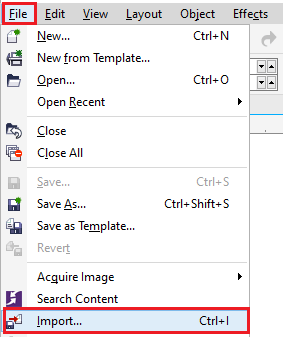 File Edit View Layout Object Effects
New... Ctrl+N
New from Template...
Open... Ctrl+O
Open Recent
Close
Close All
Save... Ctrl+S
Save As... Ctrl+Shift+S
Save as Template...
Revert
Acquire Image
Search Content
Import... Ctrl+I